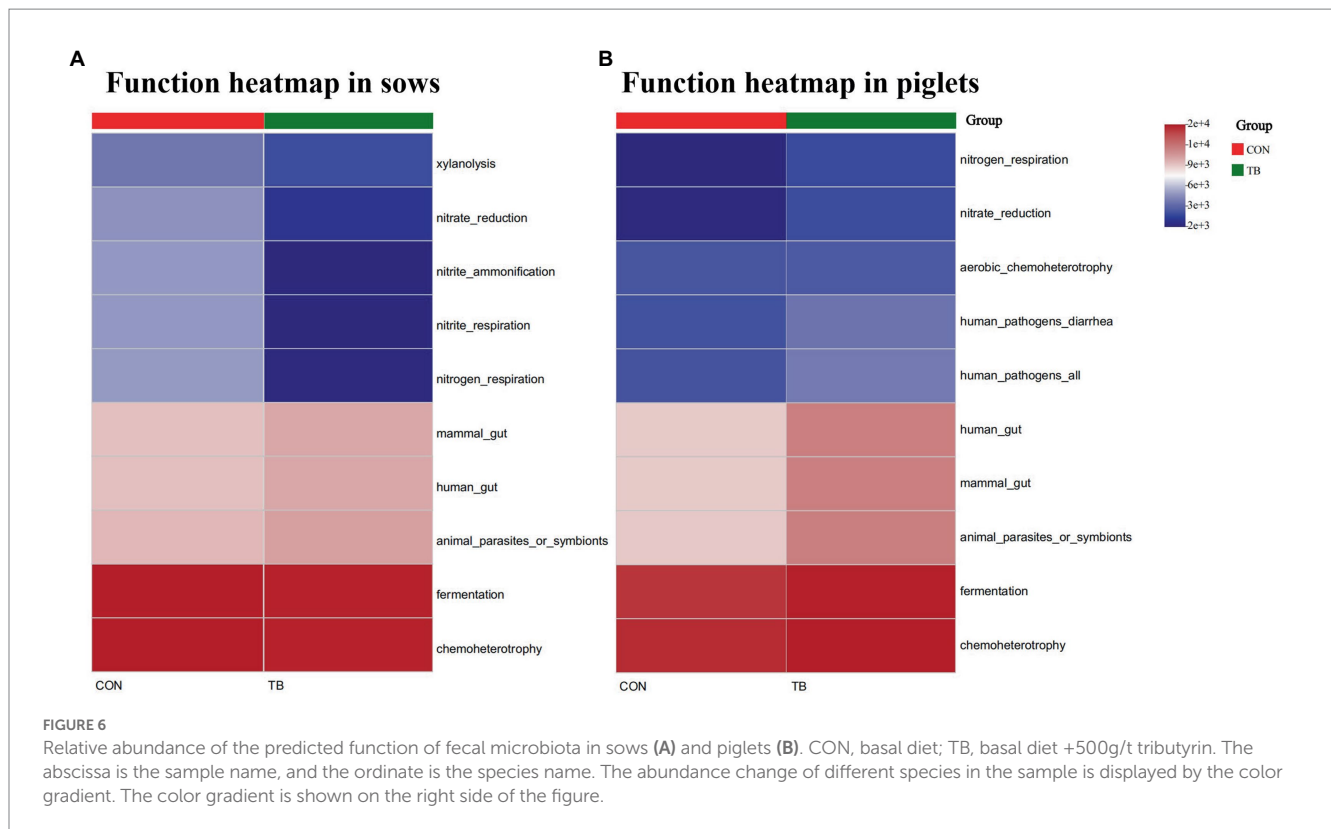 A
Function heatmap in sows
xylanolysis
nitrate_reduction
nitrite_ammonification
nitrite_respiration
nitrogen_respiration
mammal_gut
human_gut
animal_parasites_or_symbionts
fermentation
chemoheterotrophy
CON TB
B
Function heatmap in piglets
Group
nitrogen_respiration
nitrate_reduction
aerobic_chemoheterotrophy
human_pathogens_diarrhea
human_pathogens_all
human_gut
mammal_gut
animal_parasites_or_symbionts
fermentation
chemoheterotrophy
CON TB
2e+4
1e+4
9e+3
6e+3
3e+3
2e+3
Group
CON
TB
FIGURE 6
Relative abundance of the predicted function of fecal microbiota in sows (A) and piglets (B). CON, basal diet; TB, basal diet +500g/t tributyrin. The
abscissa is the sample name, and the ordinate is the species name. The abundance change of different species in the sample is displayed by the color
gradient. The color gradient is shown on the right side of the figure.